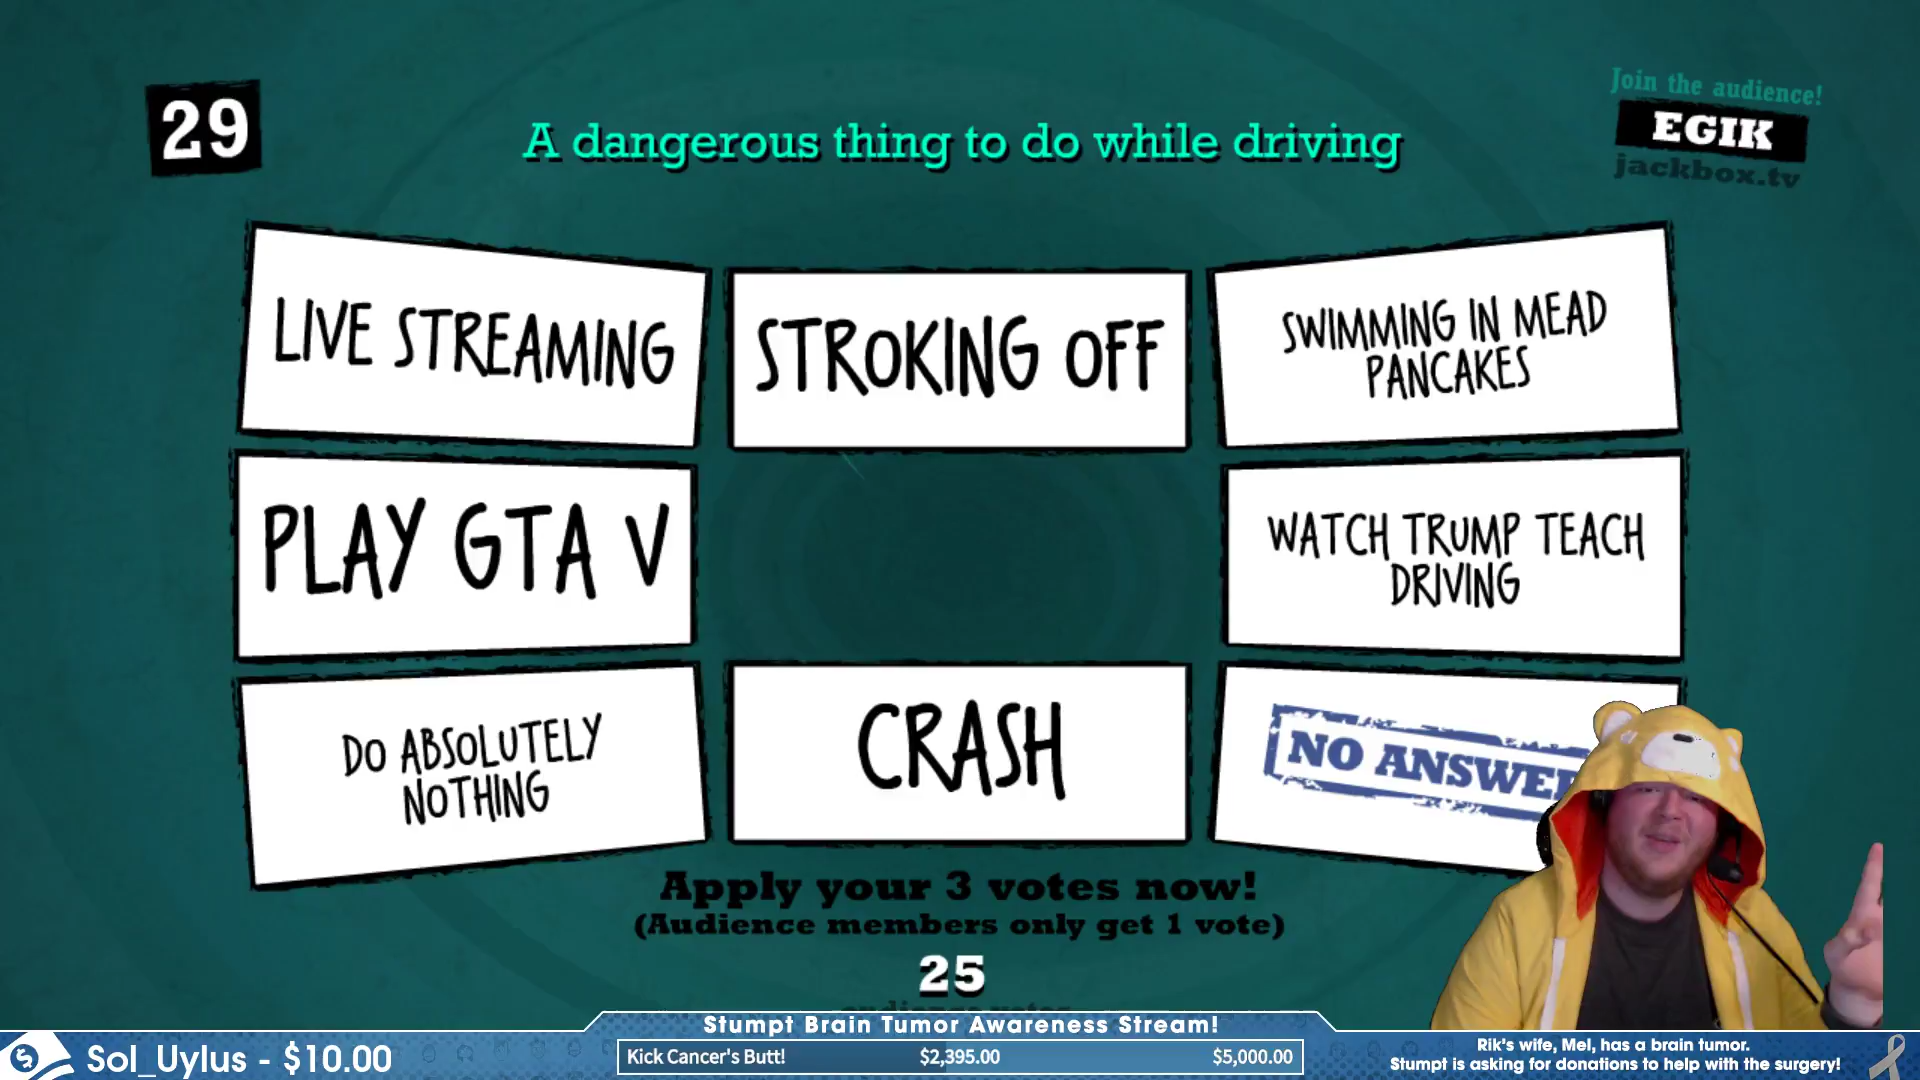 29
A dangerous thing to do while driving
Join the audience!
EGIK
jackbox.tv
LIVE STREAMING
STROKING OFF
SWIMMING IN MEAD
PANCAKES
PLAY GTA V
WATCH TRUMP TEACH
DRIVING
DO ABSOLUTELY
NOTHING
CRASH
NO ANSWER
Apply your 3 votes now!
(Audience members only get 1 vote)
25
audience votes
Stumpt Brain Tumor Awareness Stream!
Sol_Uylus - $10.00
Kick Cancer's Butt! $2,395.00 $5,000.00
Rik's wife, Mel, has a brain tumor.
Stumpt is asking for donations to help with the surgery!